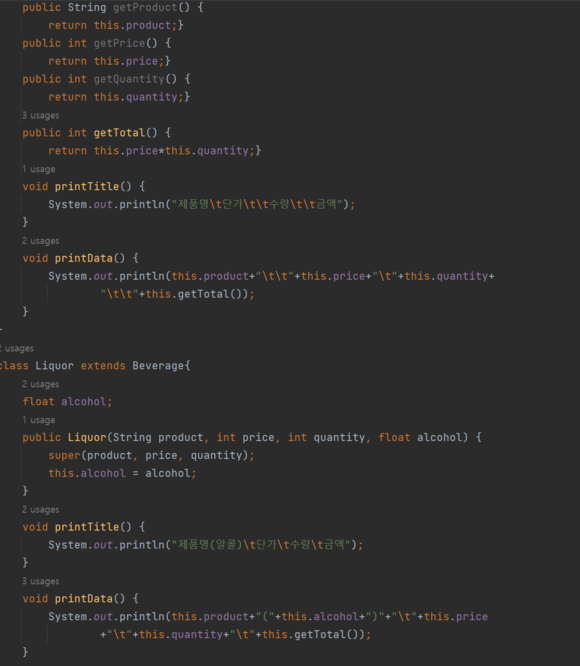 public String getProduct() {
return this.product;}
public int getPrice() {
return this.price;}
public int getQuantity() {
return this.quantity;}
3 usages
public int getTotal() {
return this.price*this.quantity;}
1 usage
void printTitle() {
System.out.println("제품명\t단가\t\t수량\t\t금액");
}
2 usages
void printData() {
System.out.println(this.product+"\t\t"+this.price+"\t"+this.quantity+
"\t\t"+this.getTotal());
}
}
2 usages
class Liquor extends Beverage{
2 usages
float alcohol;
1 usage
public Liquor(String product, int price, int quantity, float alcohol) {
super(product, price, quantity);
this.alcohol = alcohol;
}
2 usages
void printTitle() {
System.out.println("제품명(알콜)\t단가\t수량\t금액");
}
3 usages
void printData() {
System.out.println(this.product+"("+this.alcohol+")"+"\t"+this.price
+"\t"+this.quantity+"\t"+this.getTotal());
}